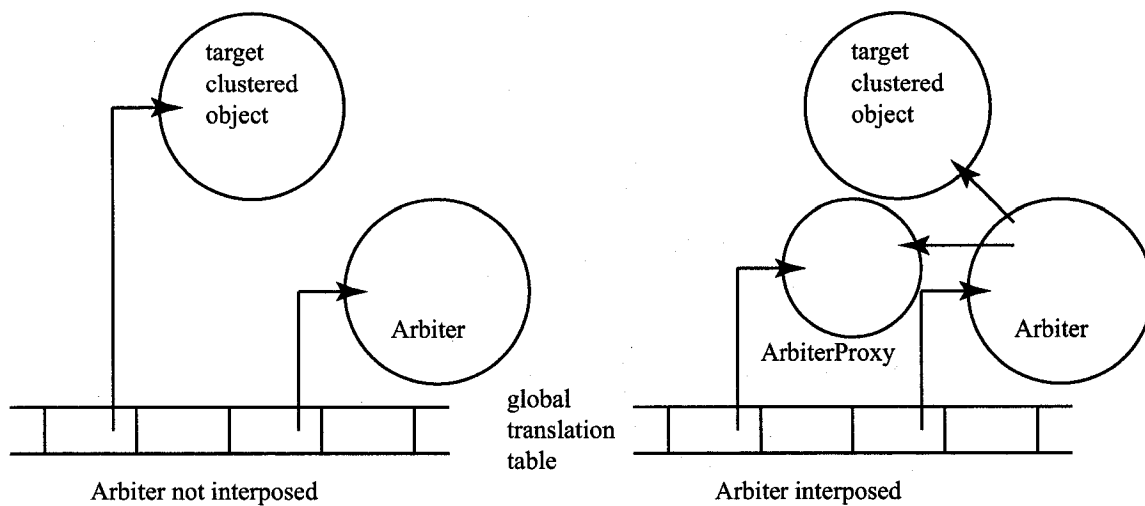 target
clustered
object
Arbiter
target
clustered
object
ArbiterProxy
Arbiter
global
translation
table
Arbiter not interposed
Arbiter interposed